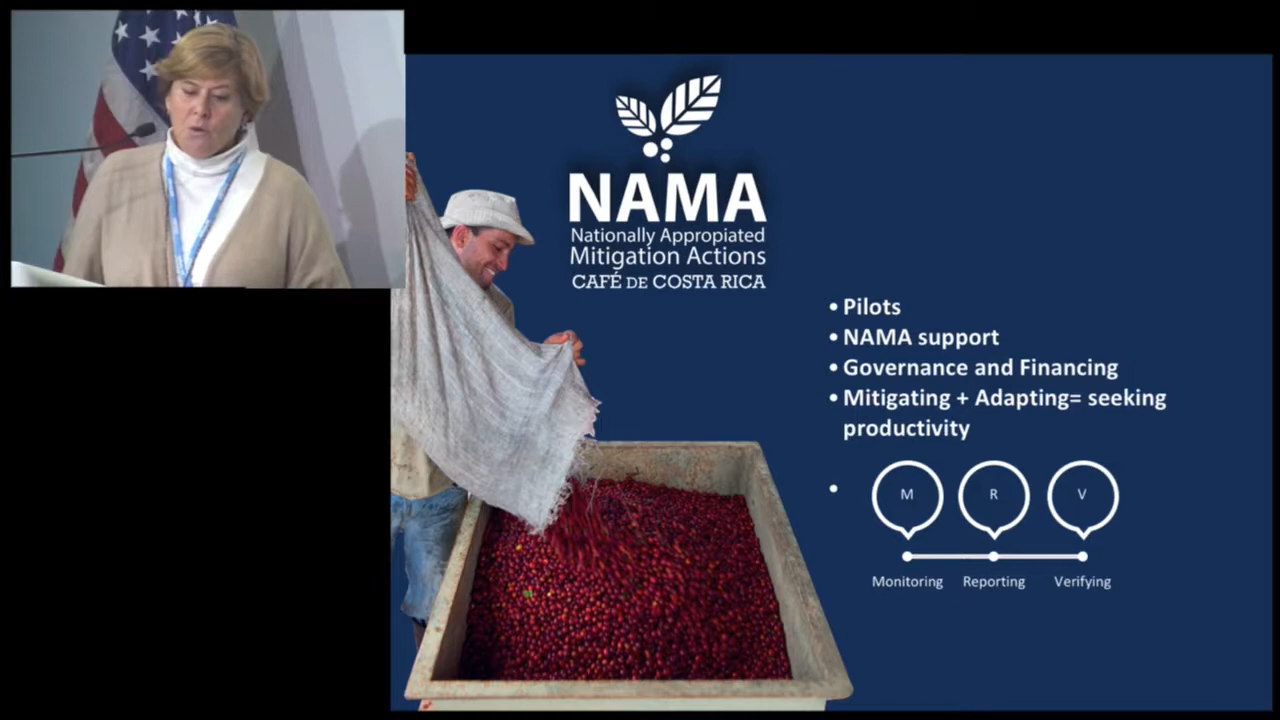 NAMA
Nationally Appropiated
Mitigation Actions
CAFÉ DE COSTA RICA
• Pilots
• NAMA support
• Governance and Financing
• Mitigating + Adapting= seeking
productivity
•
M R V
Monitoring Reporting Verifying